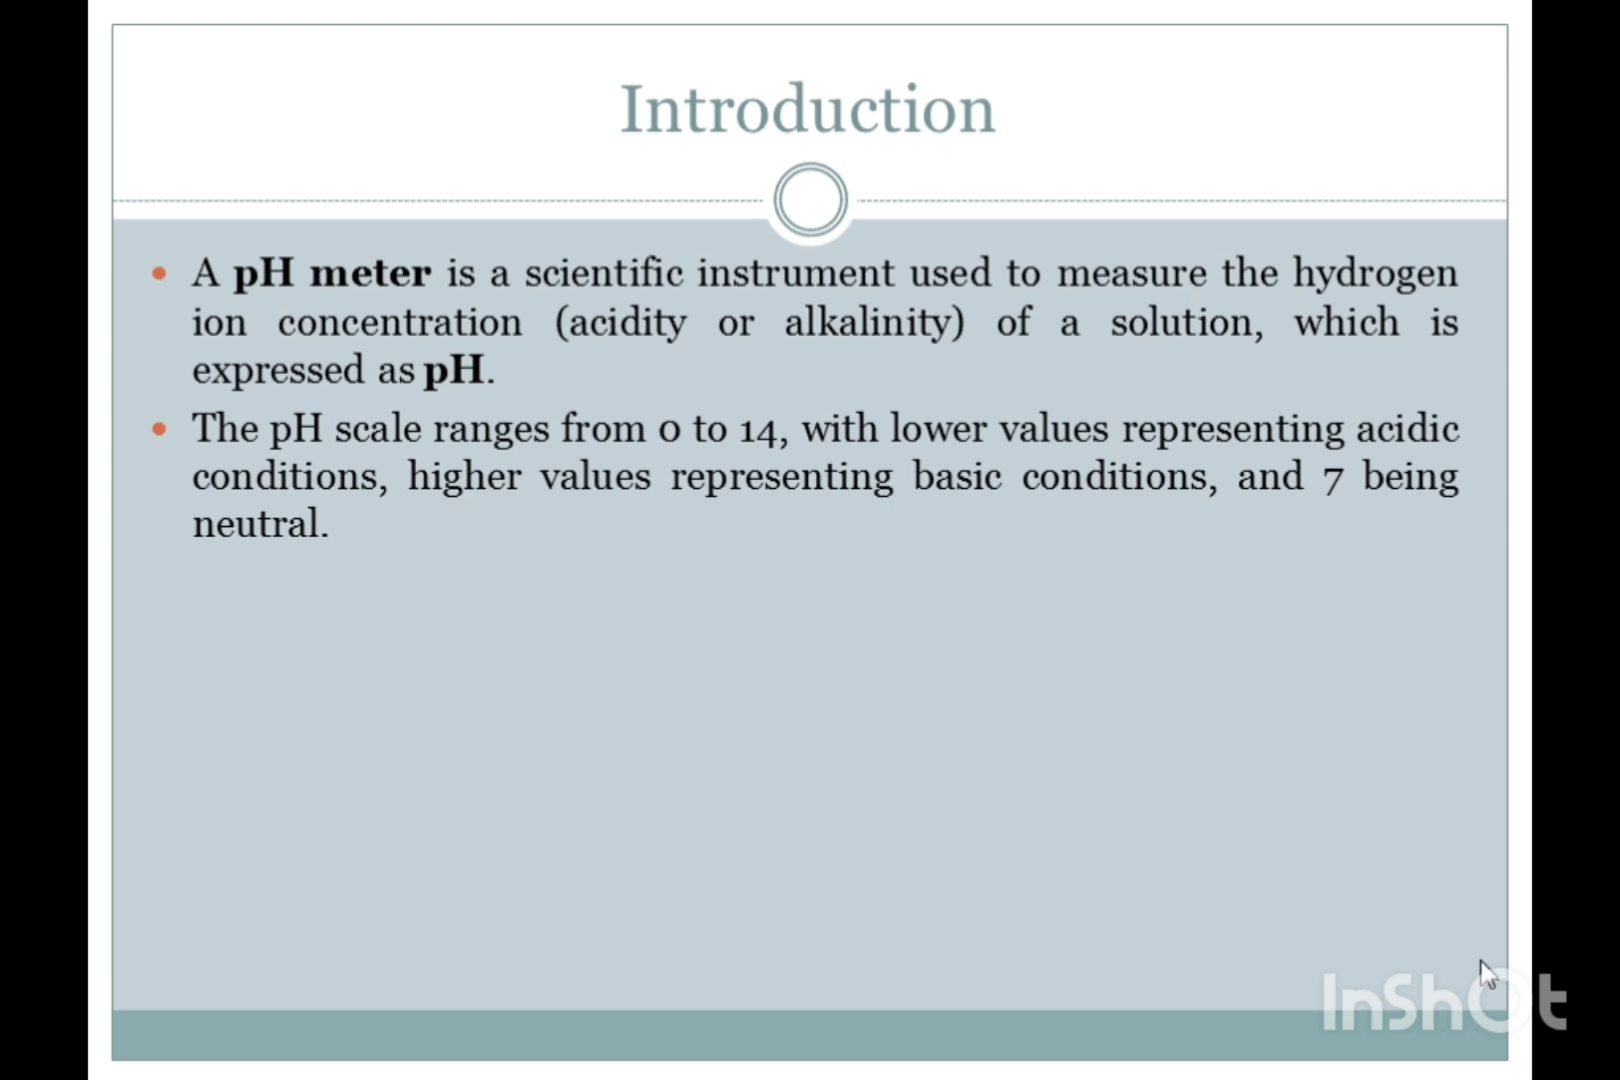 Introduction
A pH meter is a scientific instrument used to measure the hydrogen
ion concentration (acidity or alkalinity) of a solution, which is
expressed as pH.
The pH scale ranges from 0 to 14, with lower values representing acidic
conditions, higher values representing basic conditions, and 7 being
neutral.
InShOt